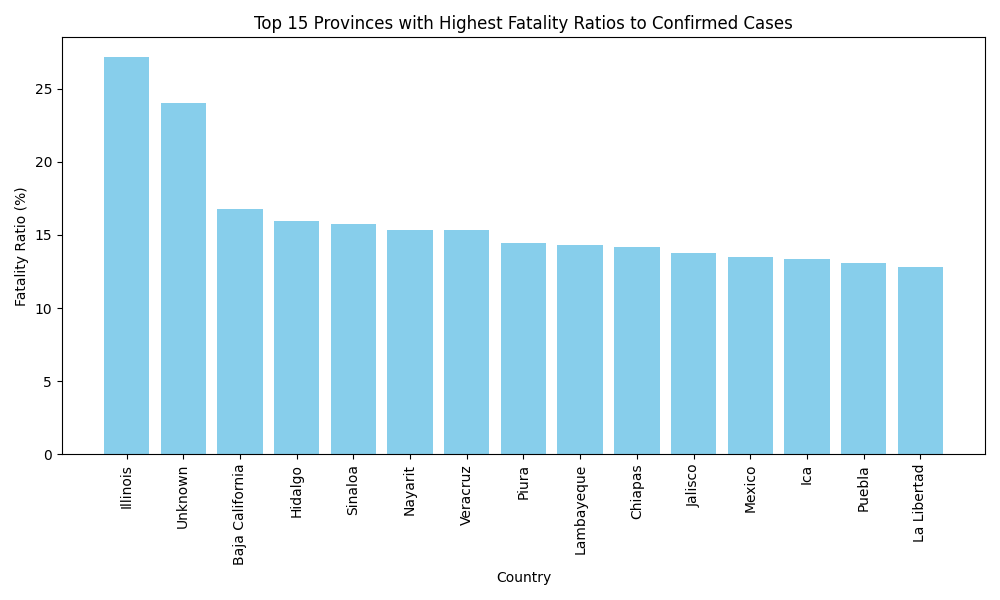 Top 15 Provinces with Highest Fatality Ratios to Confirmed Cases
Fatality Ratio (%)
25
20
15
10
5
0
Illinois
Unknown
Baja California
Hidalgo
Sinaloa
Nayarit
Veracruz
Piura
Lambayeque
Chiapas
Jalisco
Mexico
Ica
Puebla
La Libertad
Country